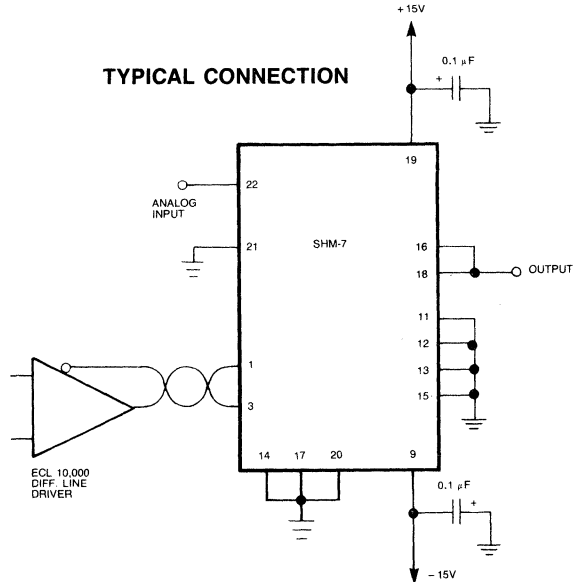 +15V
0.1 µF
+
TYPICAL CONNECTION
19
22
ANALOG
INPUT
SHM-7
21
16
18
OUTPUT
11
12
13
15
1
3
14 17 20 9
ECL 10,000
DIFF. LINE
DRIVER
0.1 µF
+
-15V